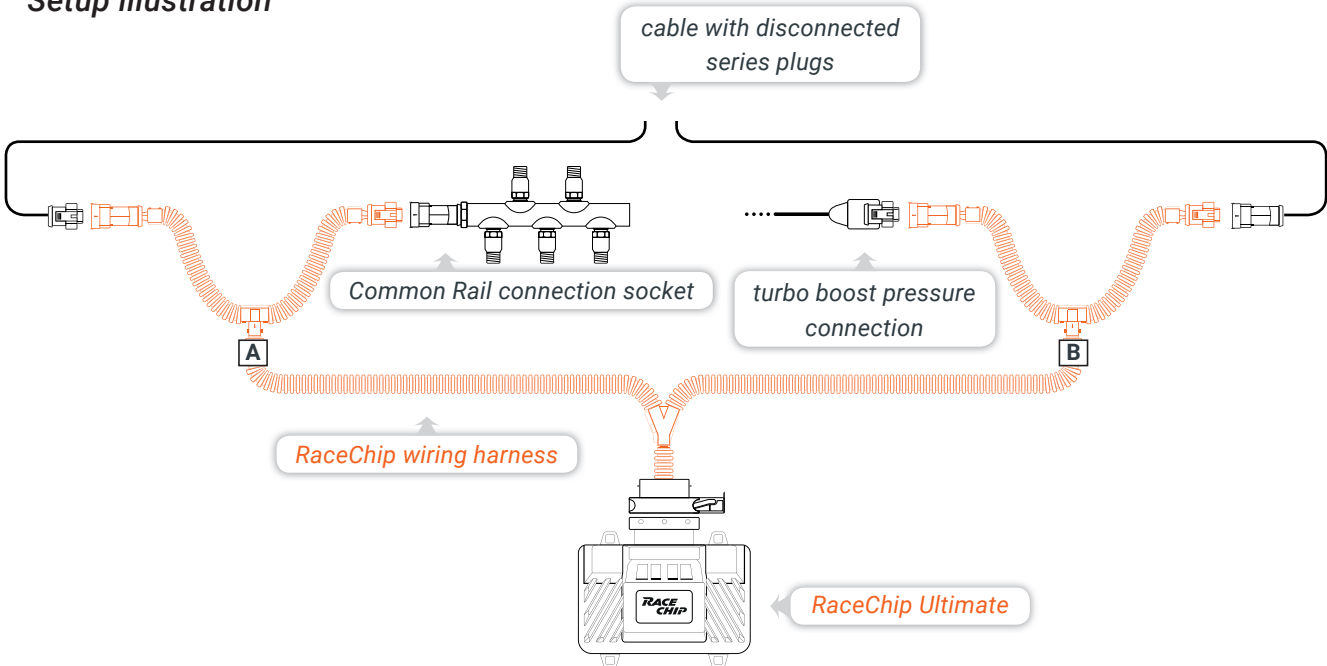 Setup illustration
cable with disconnected
series plugs
Common Rail connection socket
turbo boost pressure
connection
A
B
RaceChip wiring harness
RACE
CHIP
RaceChip Ultimate